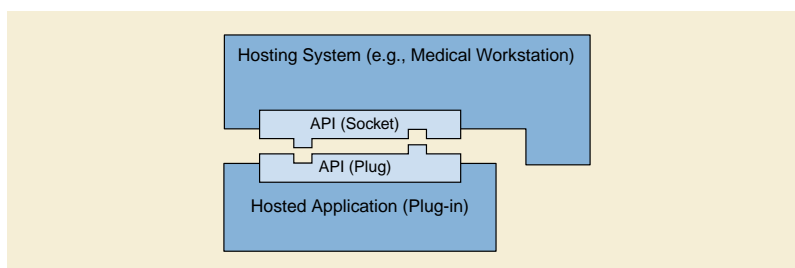 Hosting System (e.g., Medical Workstation)
API (Socket)
API (Plug)
Hosted Application (Plug-in)